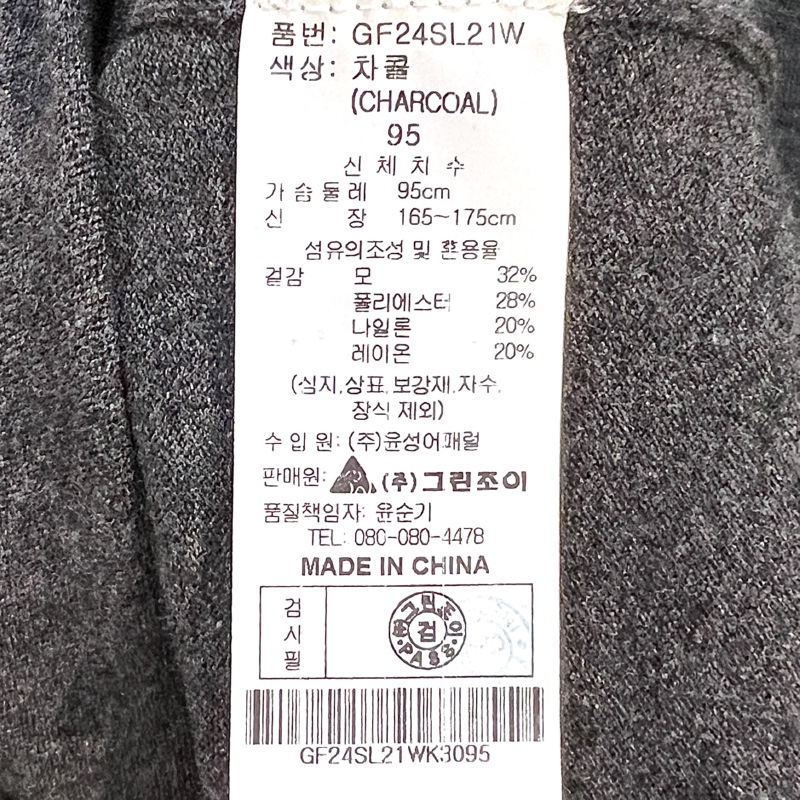 품번: GF24SL21W
색상: 차콜
(CHARCOAL)
95
신 체 치 수
가 슴 둘 레 95cm
신 장 165~175cm
섬유의조성 및 혼용율
겉감 모 32%
폴리에스터 28%
나일론 20%
레이온 20%
(심지,상표,보강재,자수,
장식 제외)
수 입 원: (주)윤성어패럴
판매원: (주)그린조이
품질책임자: 윤순기
TEL: 080-080-4478
MADE IN CHINA
검
시
필
그린조이
검
PASS
GF24SL21WK3095